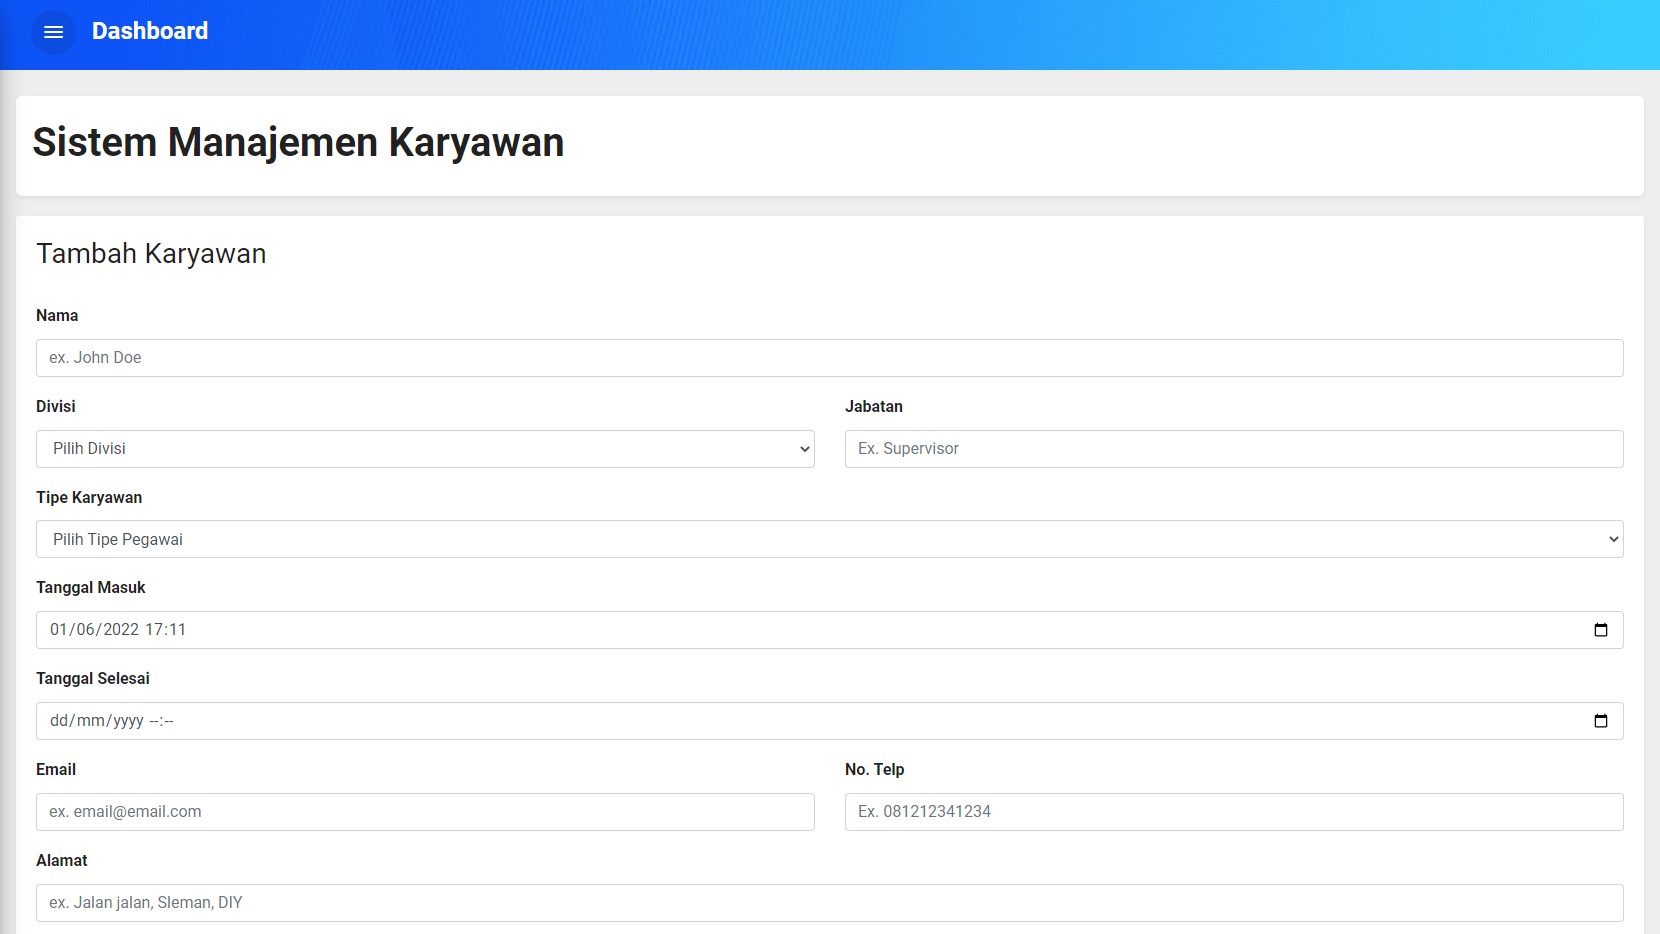 Dashboard
Sistem Manajemen Karyawan
Tambah Karyawan
Nama
ex. John Doe
Divisi
Jabatan
Pilih Divisi
Ex. Supervisor
Tipe Karyawan
Pilih Tipe Pegawai
Tanggal Masuk
01/06/2022 17:11
Tanggal Selesai
dd/mm/yyyy --:--
Email
No. Telp
ex. email@email.com
Ex. 081212341234
Alamat
ex. Jalan jalan, Sleman, DIY